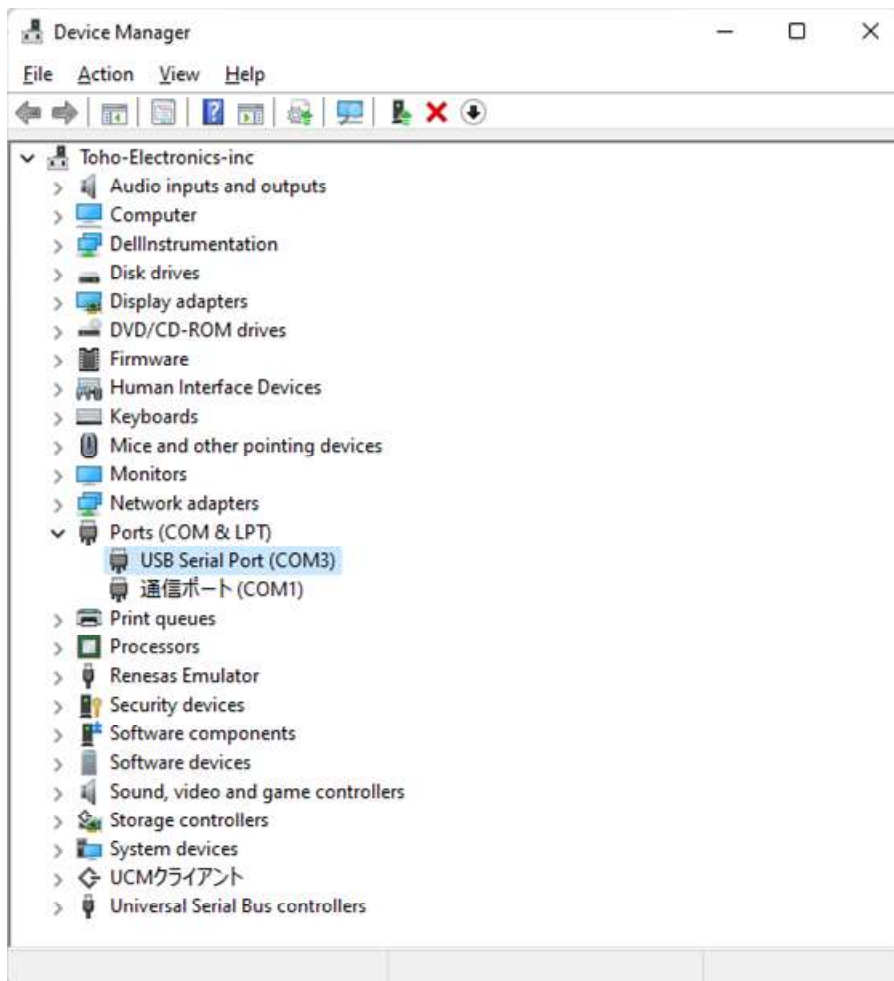 Device Manager
File Action View Help
Toho-Electronics-inc
Audio inputs and outputs
Computer
DellInstrumentation
Disk drives
Display adapters
DVD/CD-ROM drives
Firmware
Human Interface Devices
Keyboards
Mice and other pointing devices
Monitors
Network adapters
Ports (COM & LPT)
USB Serial Port (COM3)
通信ポート (COM1)
Print queues
Processors
Renesas Emulator
Security devices
Software components
Software devices
Sound, video and game controllers
Storage controllers
System devices
UCMクライアント
Universal Serial Bus controllers